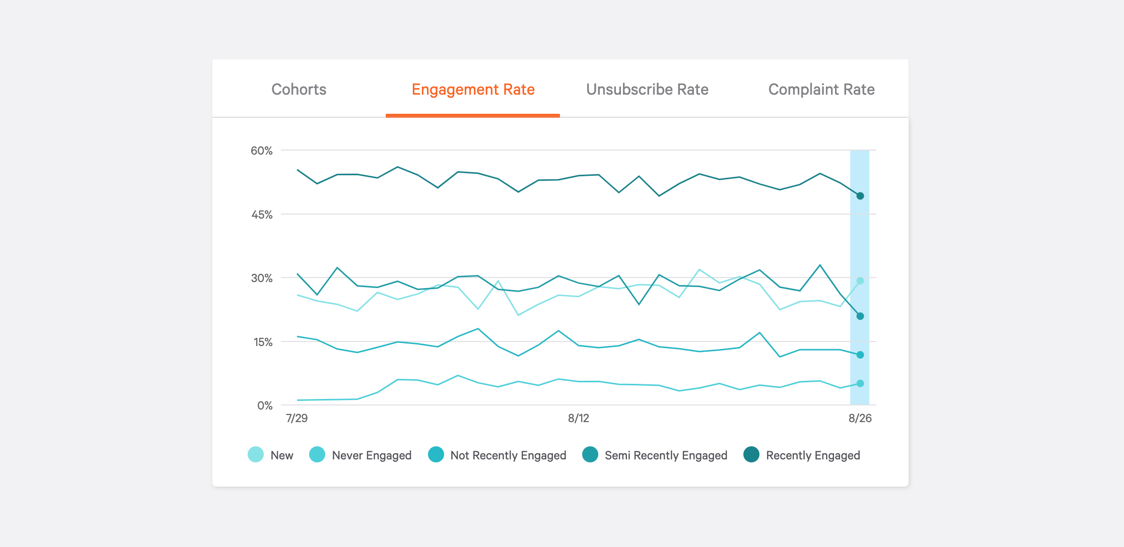 Cohorts Engagement Rate Unsubscribe Rate Complaint Rate
60%
45%
30%
15%
0%
7/29 8/12 8/26
New Never Engaged Not Recently Engaged Semi Recently Engaged Recently Engaged